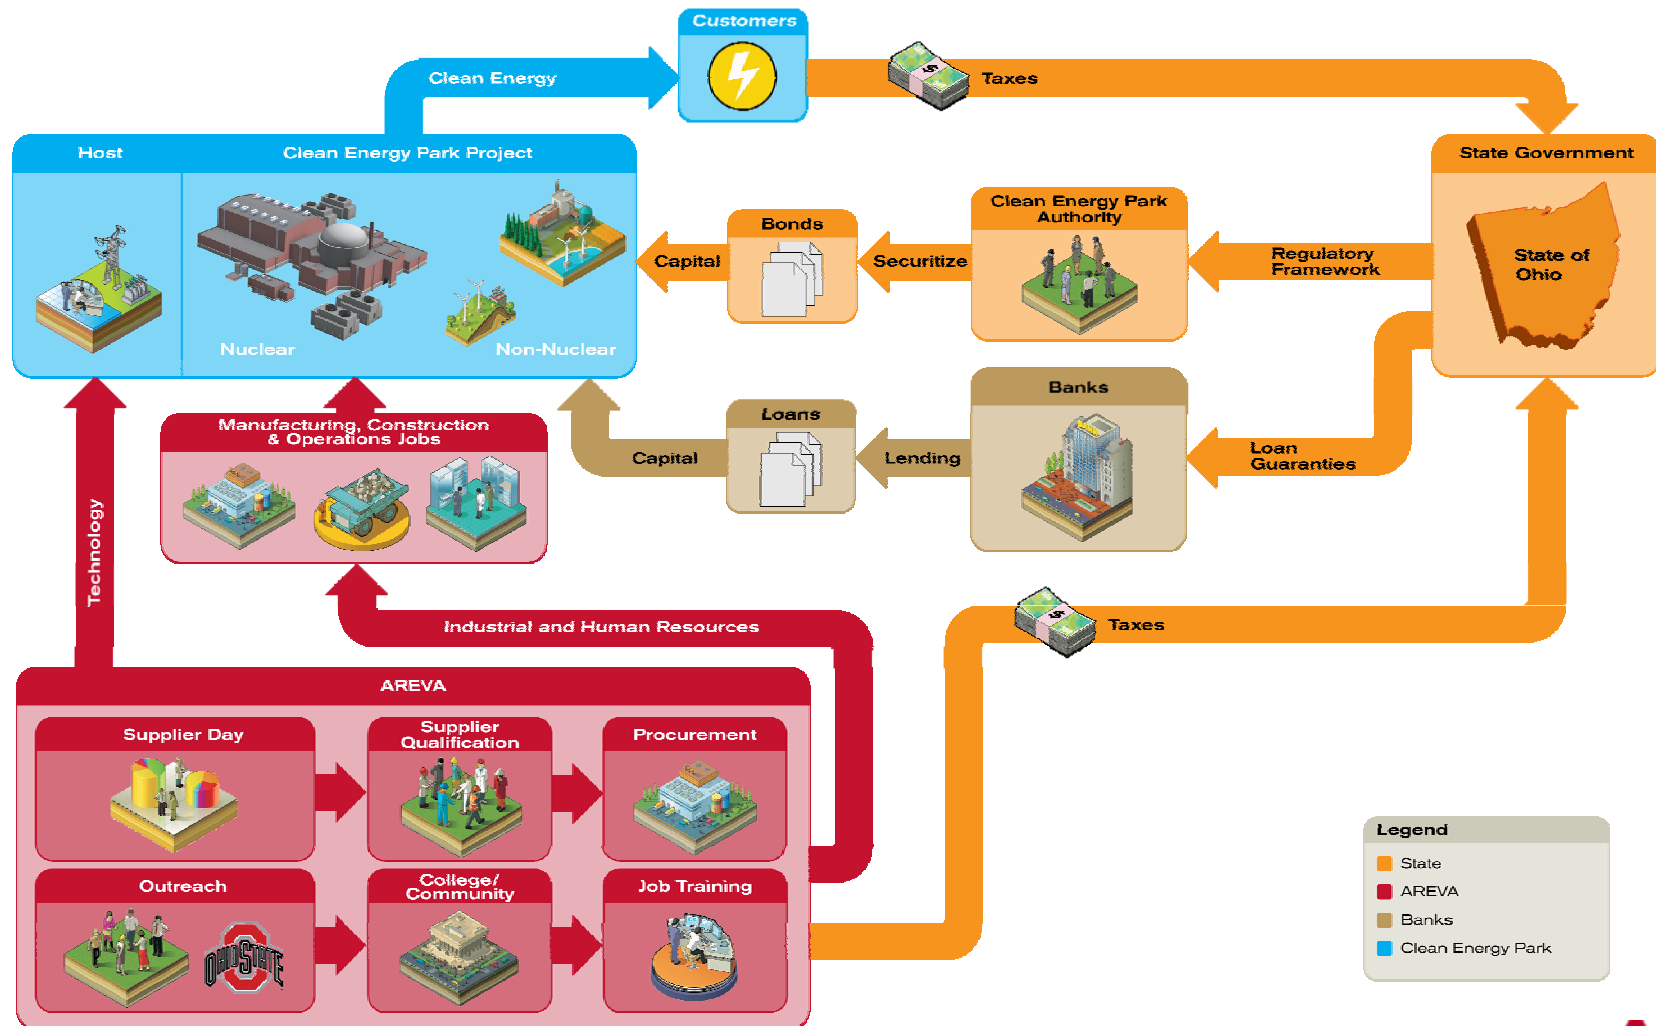 Customers
Clean Energy
Taxes
Host
Clean Energy Park Project
State Government
Clean Energy Park
Authority
Bonds
Capital
Securitize
Regulatory
Framework
State of
Ohio
Nuclear
Non-Nuclear
Banks
Loans
Manufacturing, Construction
& Operations Jobs
Capital
Lending
Loan
Guaranties
Technology
Industrial and Human Resources
Taxes
AREVA
Supplier Day
Supplier
Qualification
Procurement
Outreach
College/
Community
Job Training
OHIO STATE
Legend
State
AREVA
Banks
Clean Energy Park